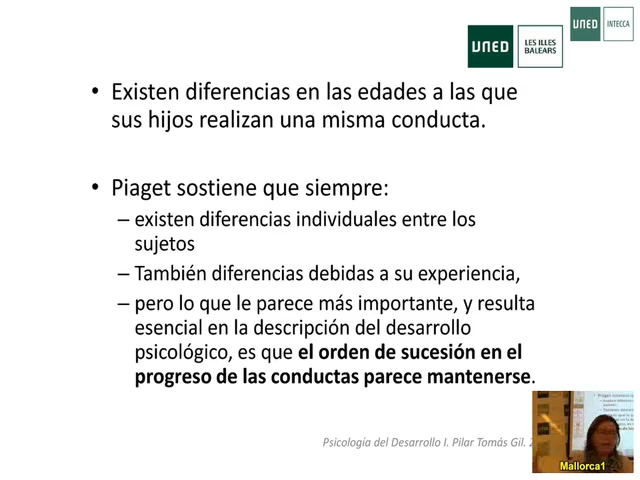 UNED
INTECCA
UNED
LES ILLES
BALEARS
• Existen diferencias en las edades a las que
sus hijos realizan una misma conducta.
• Piaget sostiene que siempre:
– existen diferencias individuales entre los
sujetos
– También diferencias debidas a su experiencia,
– pero lo que le parece más importante, y resulta
esencial en la descripción del desarrollo
psicológico, es que el orden de sucesión en el
progreso de las conductas parece mantenerse.
Psicología del Desarrollo I. Pilar Tomás Gil. 2
Mallorca1